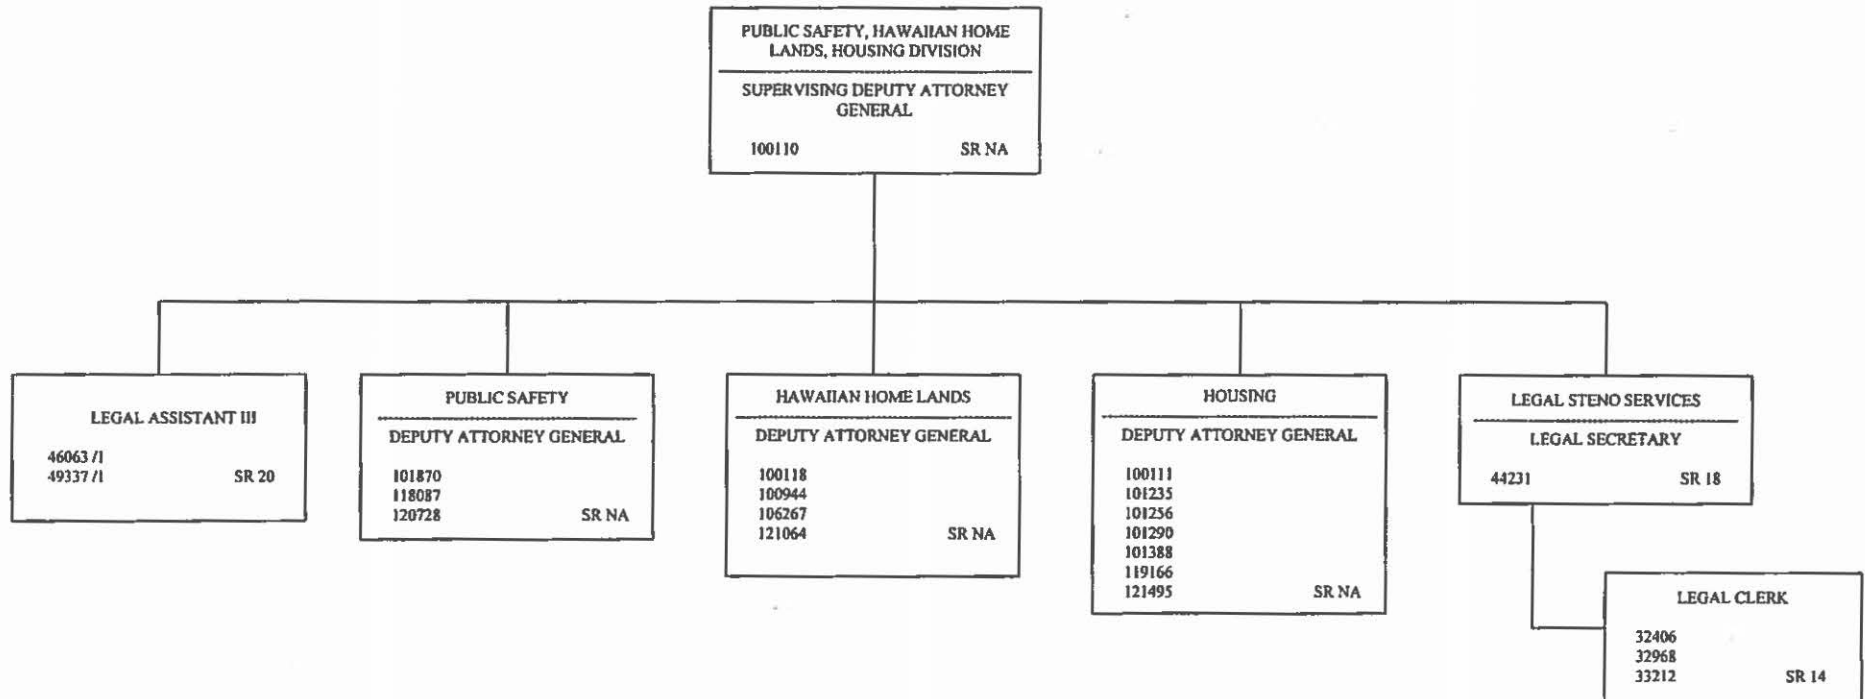 PUBLIC SAFETY, HAWAIIAN HOME
LANDS, HOUSING DIVISION
SUPERVISING DEPUTY ATTORNEY
GENERAL
100110 SR NA
LEGAL ASSISTANT III
46063 /1
49337 /1 SR 20
PUBLIC SAFETY
DEPUTY ATTORNEY GENERAL
101870
118087
120728 SR NA
HAWAIIAN HOME LANDS
DEPUTY ATTORNEY GENERAL
100118
100944
106267
121064 SR NA
HOUSING
DEPUTY ATTORNEY GENERAL
100111
101235
101256
101290
101388
119166
121495 SR NA
LEGAL STENO SERVICES
LEGAL SECRETARY
44231 SR 18
LEGAL CLERK
32406
32968
33212 SR 14